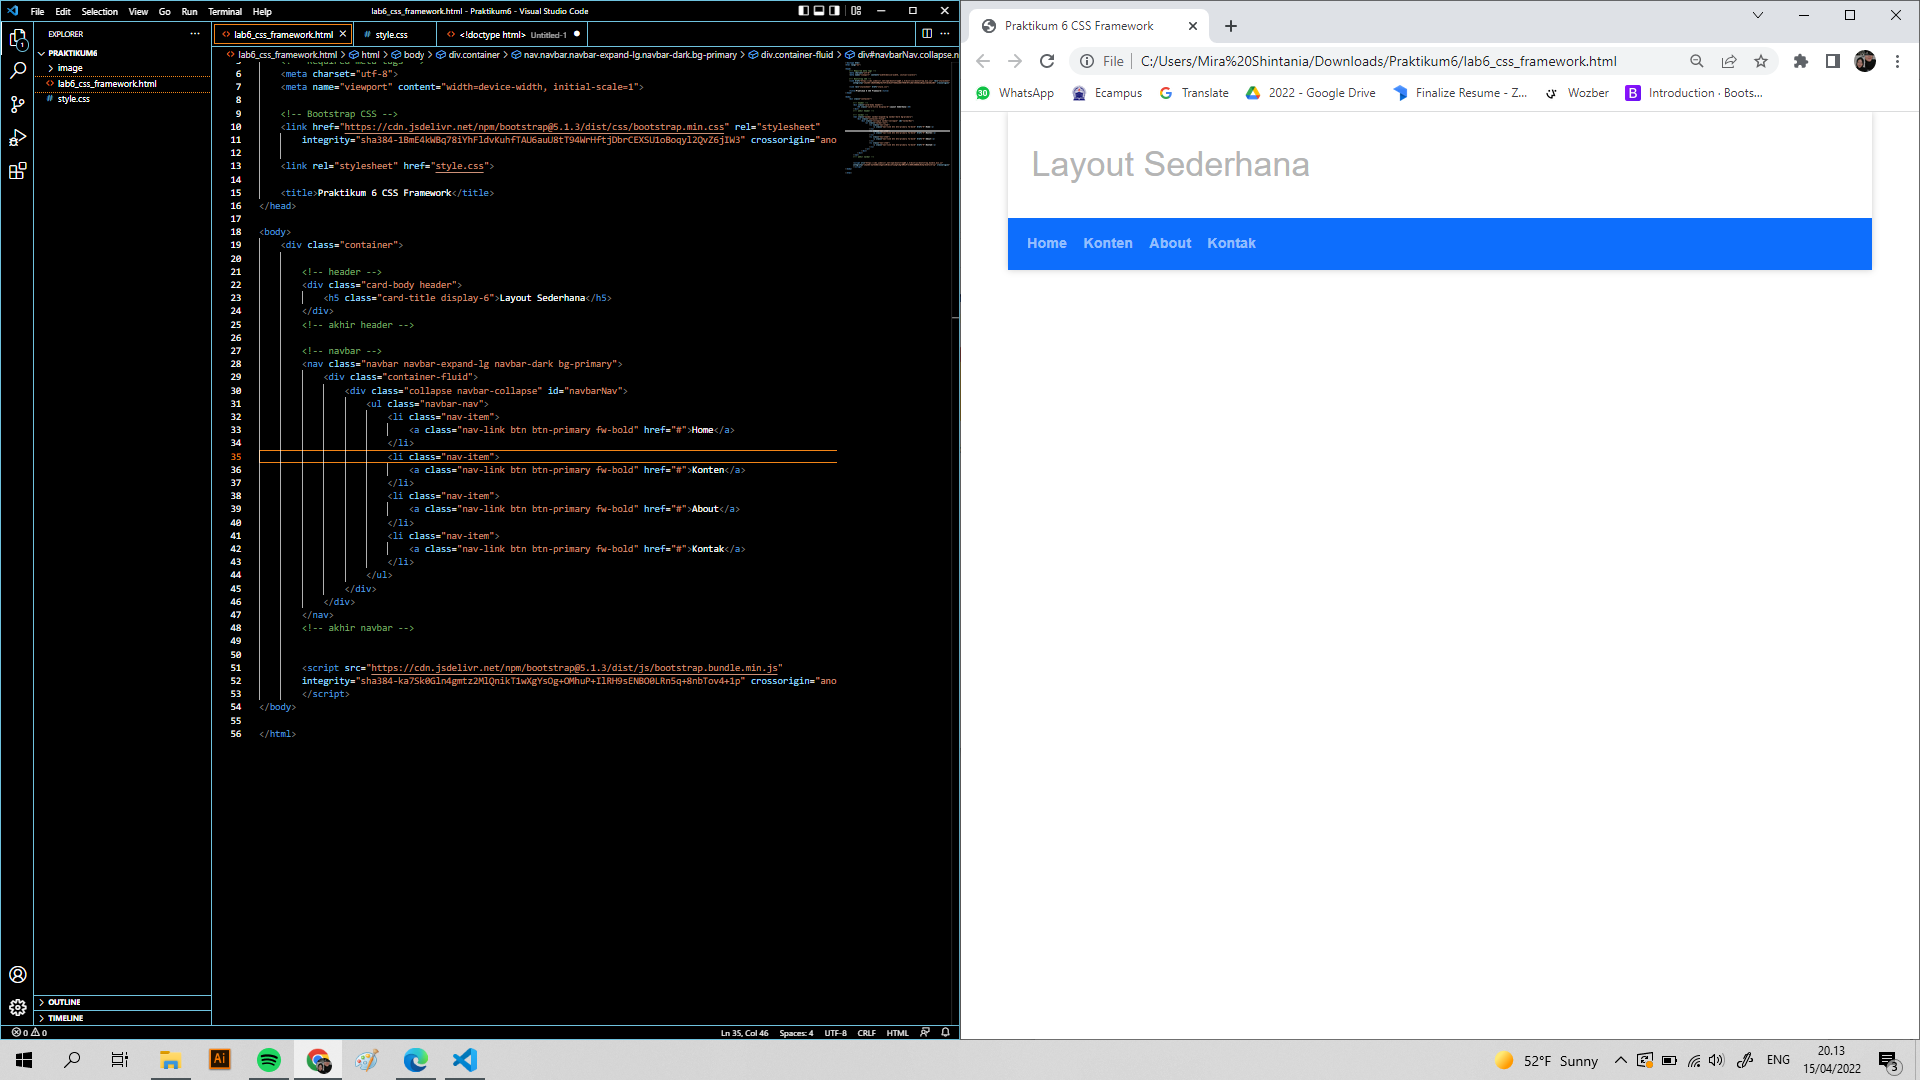 File Edit Selection View Go Run Terminal Help
lab6_css_framework.html - Praktikum6 - Visual Studio Code
EXPLORER
PRAKTIKUM6
image
lab6_css_framework.html
style.css
OUTLINE
TIMELINE
lab6_css_framework.html style.css <!doctype html> Untitled-1
lab6_css_framework.html > html > body > div.container > nav.navbar.navbar-expand-lg.navbar-dark.bg-primary > div.container-fluid > div#navbarNav.collapse.n
6 <meta charset="utf-8">
7 <meta name="viewport" content="width=device-width, initial-scale=1">
8
9 <!-- Bootstrap CSS -->
10 <link href="https://cdn.jsdelivr.net/npm/bootstrap@5.1.3/dist/css/bootstrap.min.css" rel="stylesheet"
11 integrity="sha384-1BmE4kWBq78iYhFldvKuhfTAU6auU8tT94WrHftjDbrCEXSU1oBoqyl2QvZ6jIW3" crossorigin="ano
12
13 <link rel="stylesheet" href="style.css">
14
15 <title>Praktikum 6 CSS Framework</title>
16 </head>
17
18 <body>
19 <div class="container">
20
21 <!-- header -->
22 <div class="card-body header">
23 <h5 class="card-title display-6">Layout Sederhana</h5>
24 </div>
25 <!-- akhir header -->
26
27 <!-- navbar -->
28 <nav class="navbar navbar-expand-lg navbar-dark bg-primary">
29 <div class="container-fluid">
30 <div class="collapse navbar-collapse" id="navbarNav">
31 <ul class="navbar-nav">
32 <li class="nav-item">
33 <a class="nav-link btn btn-primary fw-bold" href="#">Home</a>
34 </li>
35 <li class="nav-item">
36 <a class="nav-link btn btn-primary fw-bold" href="#">Konten</a>
37 </li>
38 <li class="nav-item">
39 <a class="nav-link btn btn-primary fw-bold" href="#">About</a>
40 </li>
41 <li class="nav-item">
42 <a class="nav-link btn btn-primary fw-bold" href="#">Kontak</a>
43 </li>
44 </ul>
45 </div>
46 </div>
47 </nav>
48 <!-- akhir navbar -->
49
50
51 <script src="https://cdn.jsdelivr.net/npm/bootstrap@5.1.3/dist/js/bootstrap.bundle.min.js"
52 integrity="sha384-ka7Sk0Gln4gmtz2MlQnikT1wXgYsOg+OMhuP+IlRH9sENBO0LRn5q+8nbTov4+1p" crossorigin="ano
53 </script>
54 </body>
55
56 </html>
0 0
Ln 35, Col 46 Spaces: 4 UTF-8 CRLF HTML
Praktikum 6 CSS Framework
File C:/Users/Mira%20Shintania/Downloads/Praktikum6/lab6_css_framework.html
WhatsApp Ecampus Translate 2022 - Google Drive Finalize Resume - Z... Wozber Introduction · Boots...
Layout Sederhana
Home Konten About Kontak
52°F Sunny ENG
20.13
15/04/2022
3